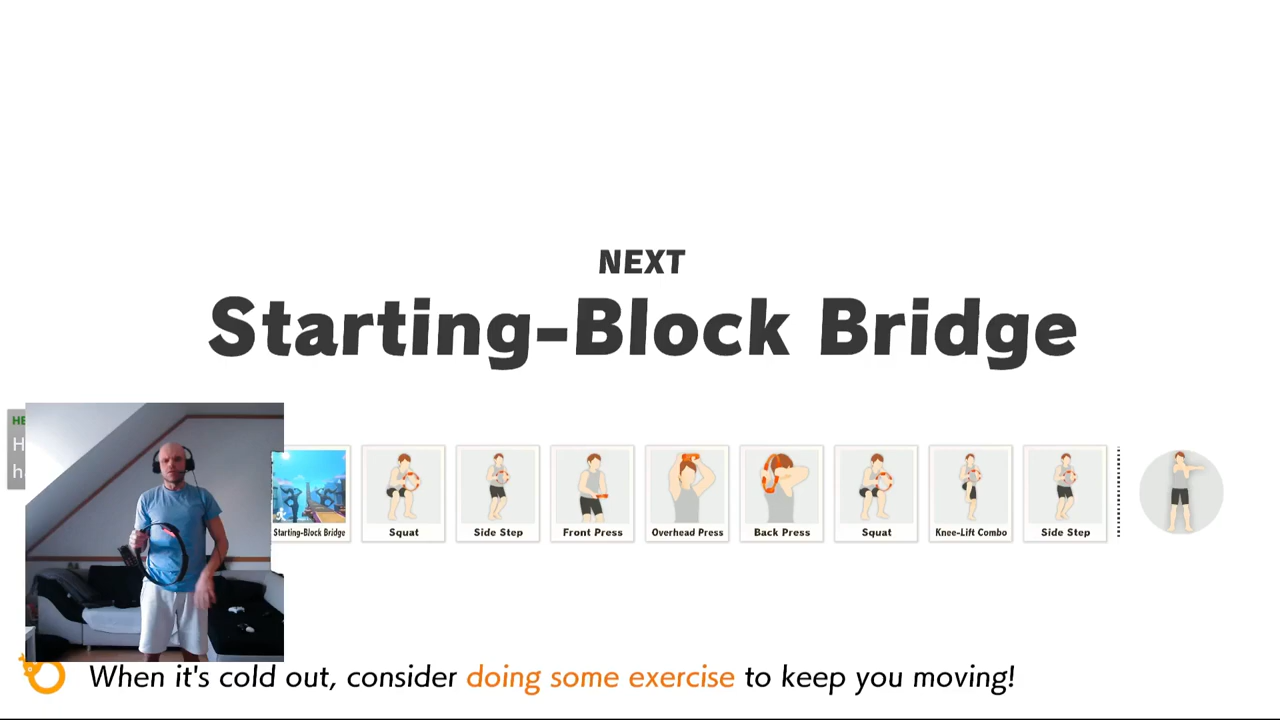 NEXT
Starting-Block Bridge
HE
H
h
Starting-Block Bridge
Squat
Side Step
Front Press
Overhead Press
Back Press
Squat
Knee-Lift Combo
Side Step
When it's cold out, consider doing some exercise to keep you moving!